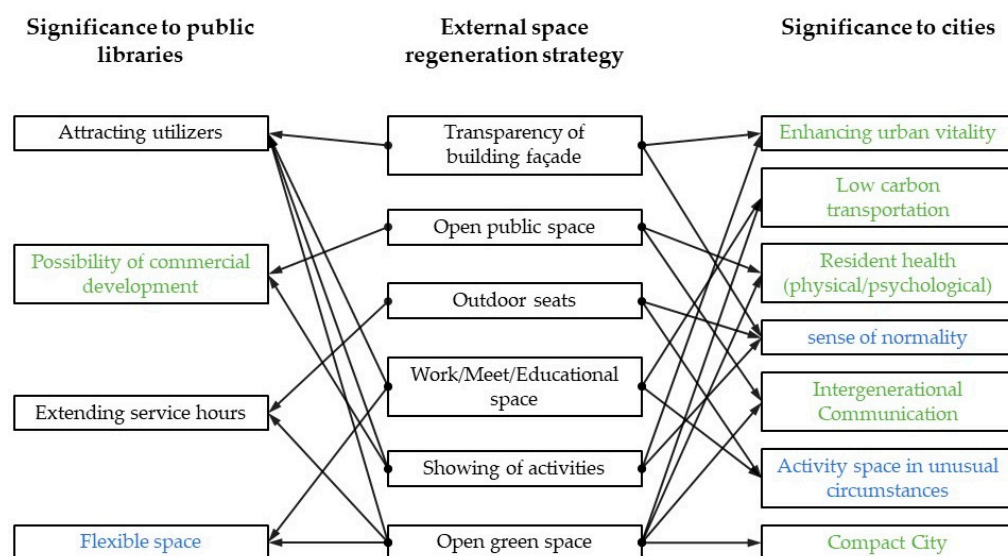 Significance to public
libraries
External space
regeneration strategy
Significance to cities
Attracting utilizers
Possibility of commercial
development
Extending service hours
Flexible space
Transparency of
building façade
Open public space
Outdoor seats
Work/Meet/Educational
space
Showing of activities
Open green space
Enhancing urban vitality
Low carbon
transportation
Resident health
(physical/psychological)
sense of normality
Intergenerational
Communication
Activity space in unusual
circumstances
Compact City